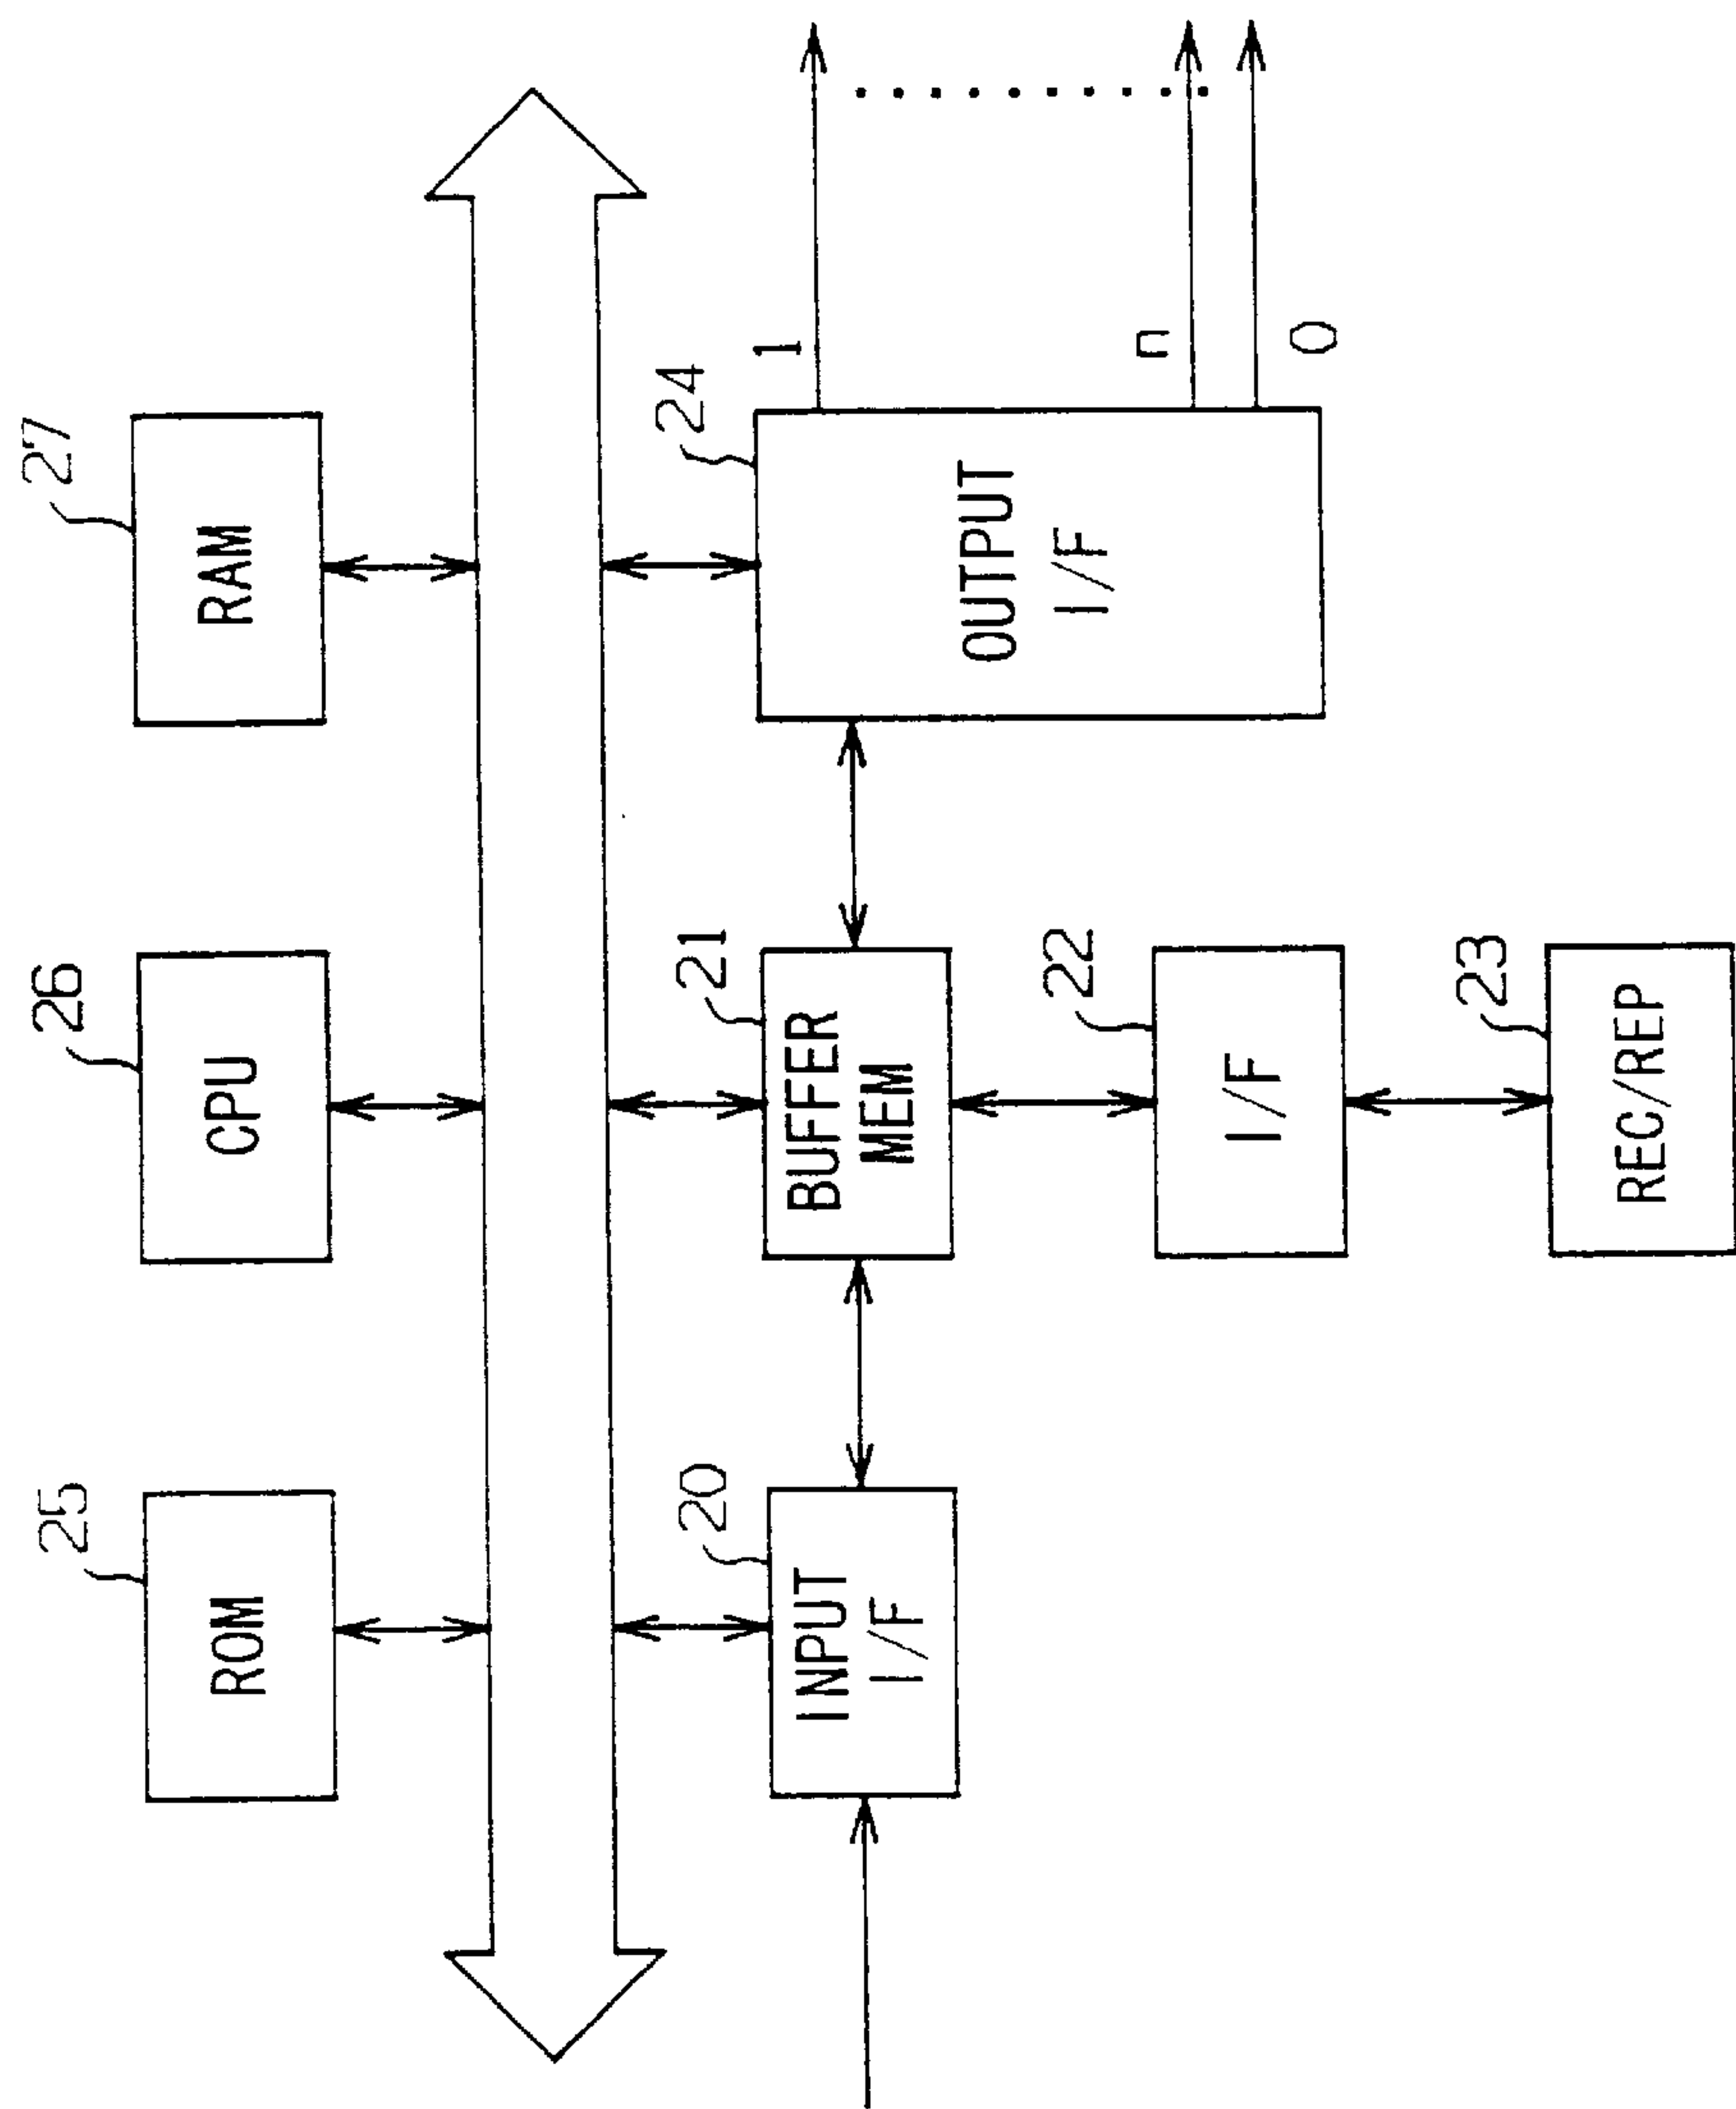 25
ROM
26
CPU
27
RAM
20
INPUT
I/F
21
BUFFER
MEM
24
OUTPUT
I/F
1
n
0
22
I/F
23
REC/REP